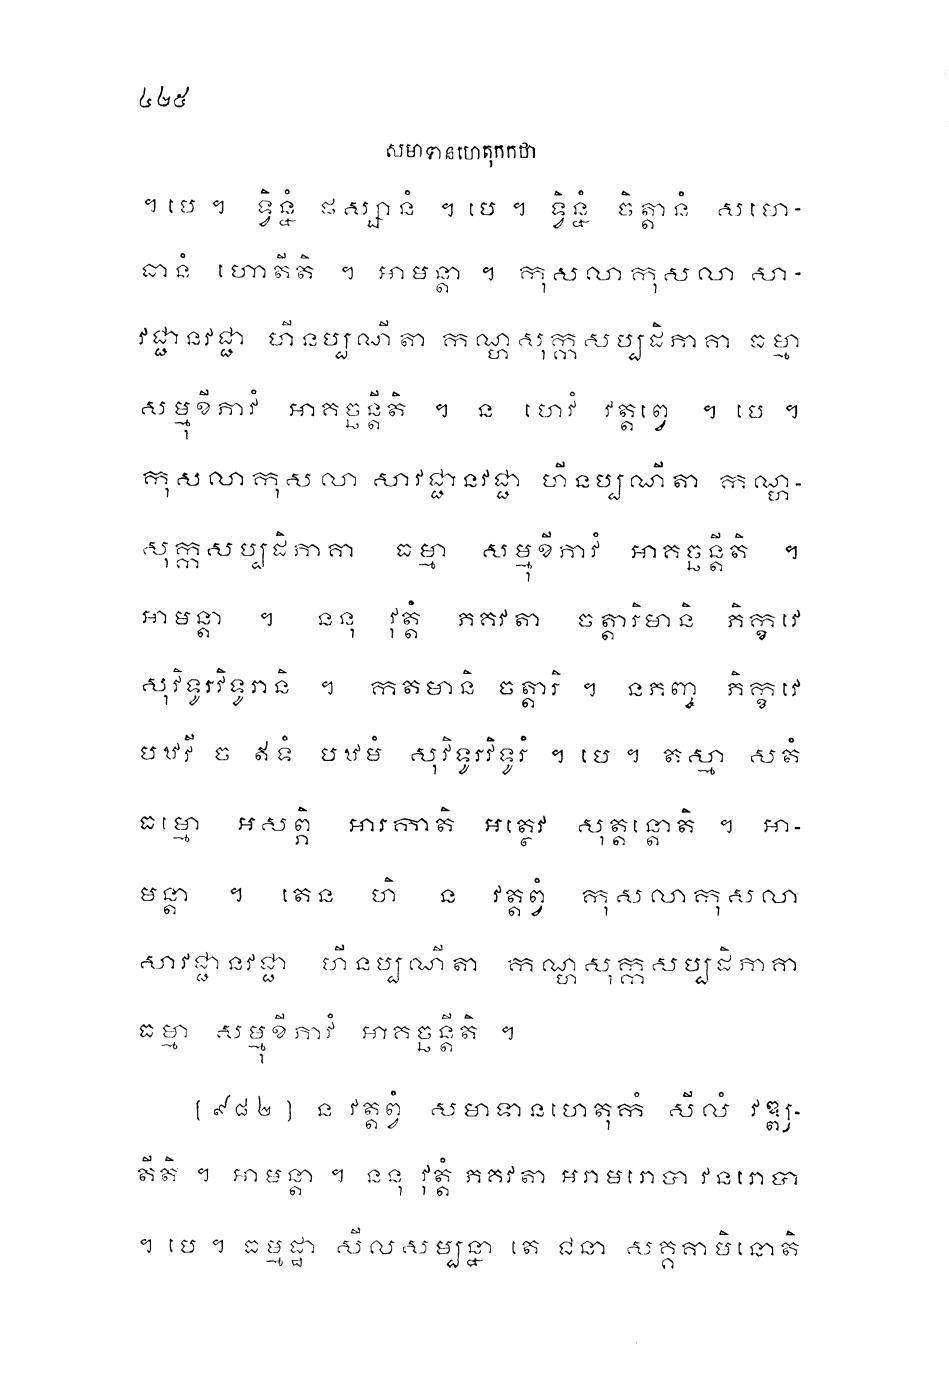 ៤២៥
សមាទានហេតុកកថា
។ បេ ។ ទ្វិន្នំ ផស្សានំ ។ បេ ។ ទ្វិន្នំ ចិត្តានំ សមោ-
ធានំ ហោតីតិ ។ អាមន្តា ។ កុសលាកុសលា សា-
វជ្ជានវជ្ជា ហីនប្បណីតា កណ្ហសុក្កសប្បដិភាគា ធម្មា
សម្មុខីភាវំ អាគច្ឆន្តីតិ ។ ន ហេវំ វត្តព្វេ ។ បេ ។
កុសលាកុសលា សាវជ្ជានវជ្ជា ហីនប្បណីតា កណ្ហ-
សុក្កសប្បដិភាគា ធម្មា សម្មុខីភាវំ អាគច្ឆន្តីតិ ។
អាមន្តា ។ ននុ វុត្តំ ភគវតា ចត្តារិមានិ ភិក្ខវេ
សុវិទូរវិទូរានិ ។ កតមានិ ចត្តារិ ។ នភញ្ច ភិក្ខវេ
បឋវី ច ឥទំ បឋមំ សុវិទូរវិទូរំ ។ បេ ។ តស្មា សតំ
ធម្មោ អសព្ភិ អារកាតិ អត្ថេវ សុត្តន្តោតិ ។ អា-
មន្តា ។ តេន ហិ ន វត្តព្វំ កុសលាកុសលា
សាវជ្ជានវជ្ជា ហីនប្បណីតា កណ្ហសុក្កសប្បដិភាគា
ធម្មា សម្មុខីភាវំ អាគច្ឆន្តីតិ ។
(១៨២) ន វត្តព្វំ សមាទានហេតុកំ សីលំ វឌ្ឍ-
តីតិ ។ អាមន្តា ។ ននុ វុត្តំ ភគវតា អរាមរោបា វនរោបា
។ បេ ។ ធម្មដ្ឋា សីលសម្បន្នា តេ ជនា សគ្គគាមិនោតិ